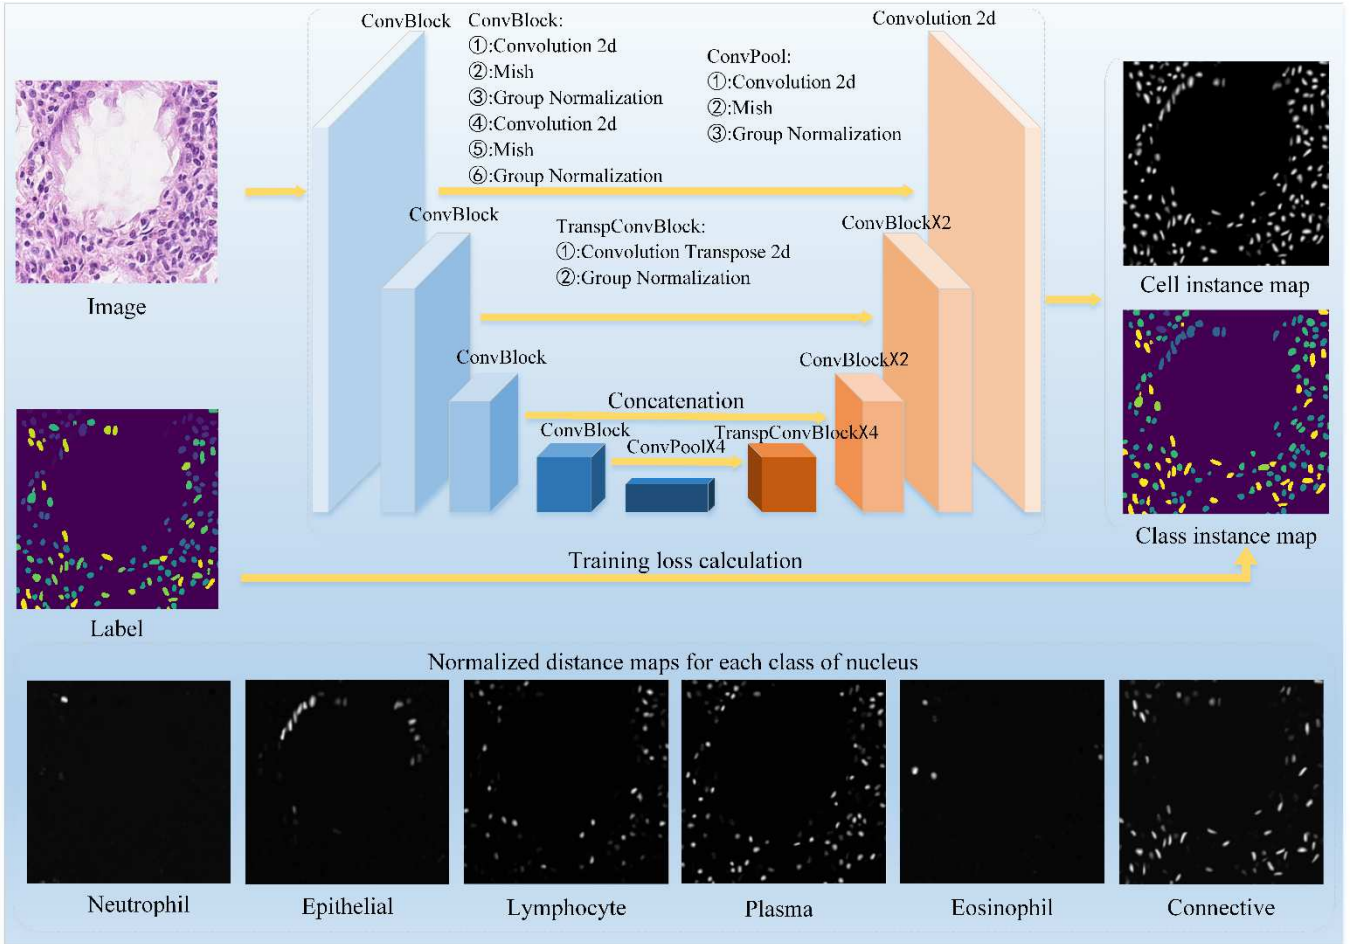 ConvBlock
ConvBlock:
①:Convolution 2d
②:Mish
③:Group Normalization
④:Convolution 2d
⑤:Mish
⑥:Group Normalization
ConvPool:
①:Convolution 2d
②:Mish
③:Group Normalization
Convolution 2d
Image
ConvBlock
TranspConvBlock:
①:Convolution Transpose 2d
②:Group Normalization
ConvBlockX2
Cell instance map
ConvBlock
ConvBlockX2
Concatenation
ConvBlock
ConvPoolX4
TranspConvBlockX4
Class instance map
Training loss calculation
Label
Normalized distance maps for each class of nucleus
Neutrophil
Epithelial
Lymphocyte
Plasma
Eosinophil
Connective